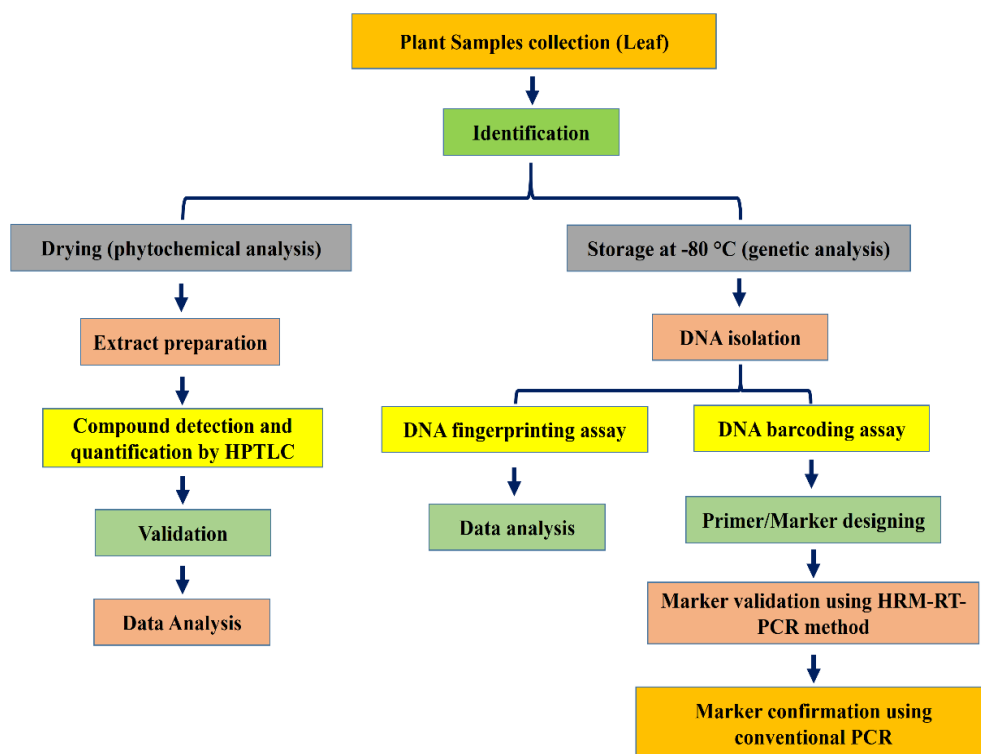 Plant Samples collection (Leaf)
Identification
Drying (phytochemical analysis)
Storage at -80 °C (genetic analysis)
Extract preparation
DNA isolation
Compound detection and
quantification by HPTLC
DNA fingerprinting assay
DNA barcoding assay
Validation
Data analysis
Primer/Marker designing
Data Analysis
Marker validation using HRM-RT-
PCR method
Marker confirmation using
conventional PCR